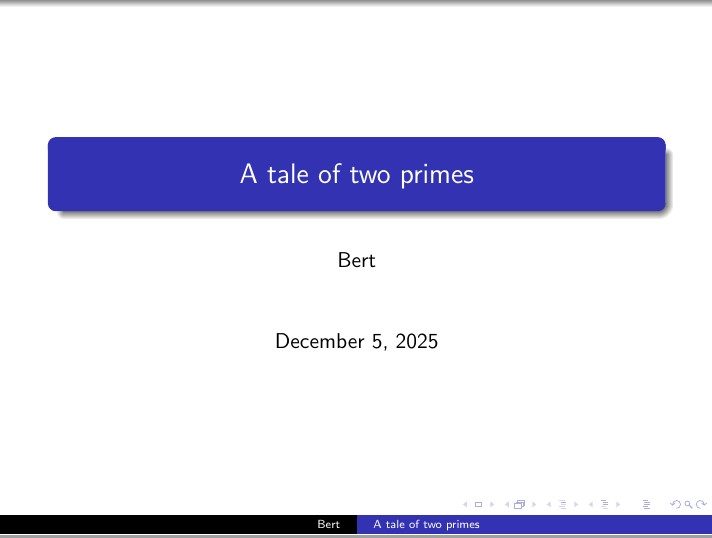 A tale of two primes
Bert
December 5, 2025
Bert A tale of two primes